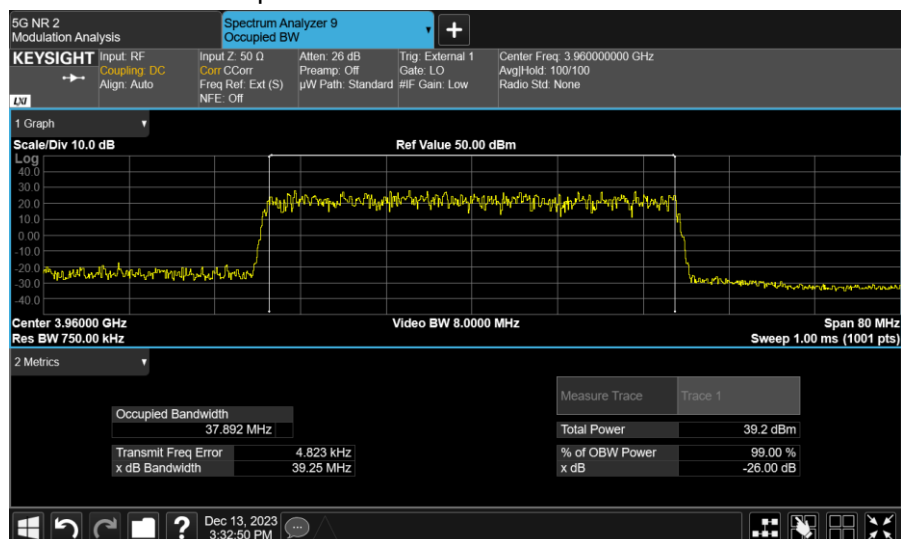 5G NR 2
Modulation Analysis
Spectrum Analyzer 9
Occupied BW
KEYSIGHT
LXI
Input: RF
Coupling: DC
Align: Auto
Input Z: 50 Ω
Corr CCorr
Freq Ref: Ext (S)
NFE: Off
Atten: 26 dB
Preamp: Off
µW Path: Standard
Trig: External 1
Gate: LO
#IF Gain: Low
Center Freq: 3.960000000 GHz
Avg|Hold: 100/100
Radio Std: None
1 Graph
Scale/Div 10.0 dB
Ref Value 50.00 dBm
Log
40.0
30.0
20.0
10.0
0.00
-10.0
-20.0
-30.0
-40.0
Center 3.96000 GHz
Video BW 8.0000 MHz
Span 80 MHz
Res BW 750.00 kHz
Sweep 1.00 ms (1001 pts)
2 Metrics
Measure Trace
Trace 1
Occupied Bandwidth
37.892 MHz
Total Power 39.2 dBm
Transmit Freq Error 4.823 kHz
% of OBW Power 99.00 %
x dB Bandwidth 39.25 MHz
x dB -26.00 dB
Dec 13, 2023
3:32:50 PM